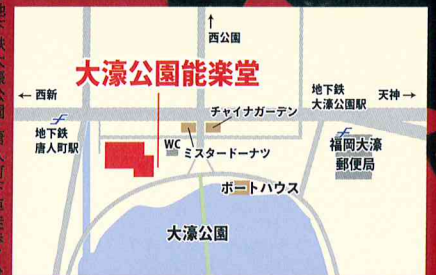 ↑
西公園
大濠公園能楽堂
← 西新
地下鉄
大濠公園駅
天神 →
チャイナガーデン
地下鉄
唐人町駅
WC
ミスタードーナツ
福岡大濠
郵便局
ボートハウス
大濠公園